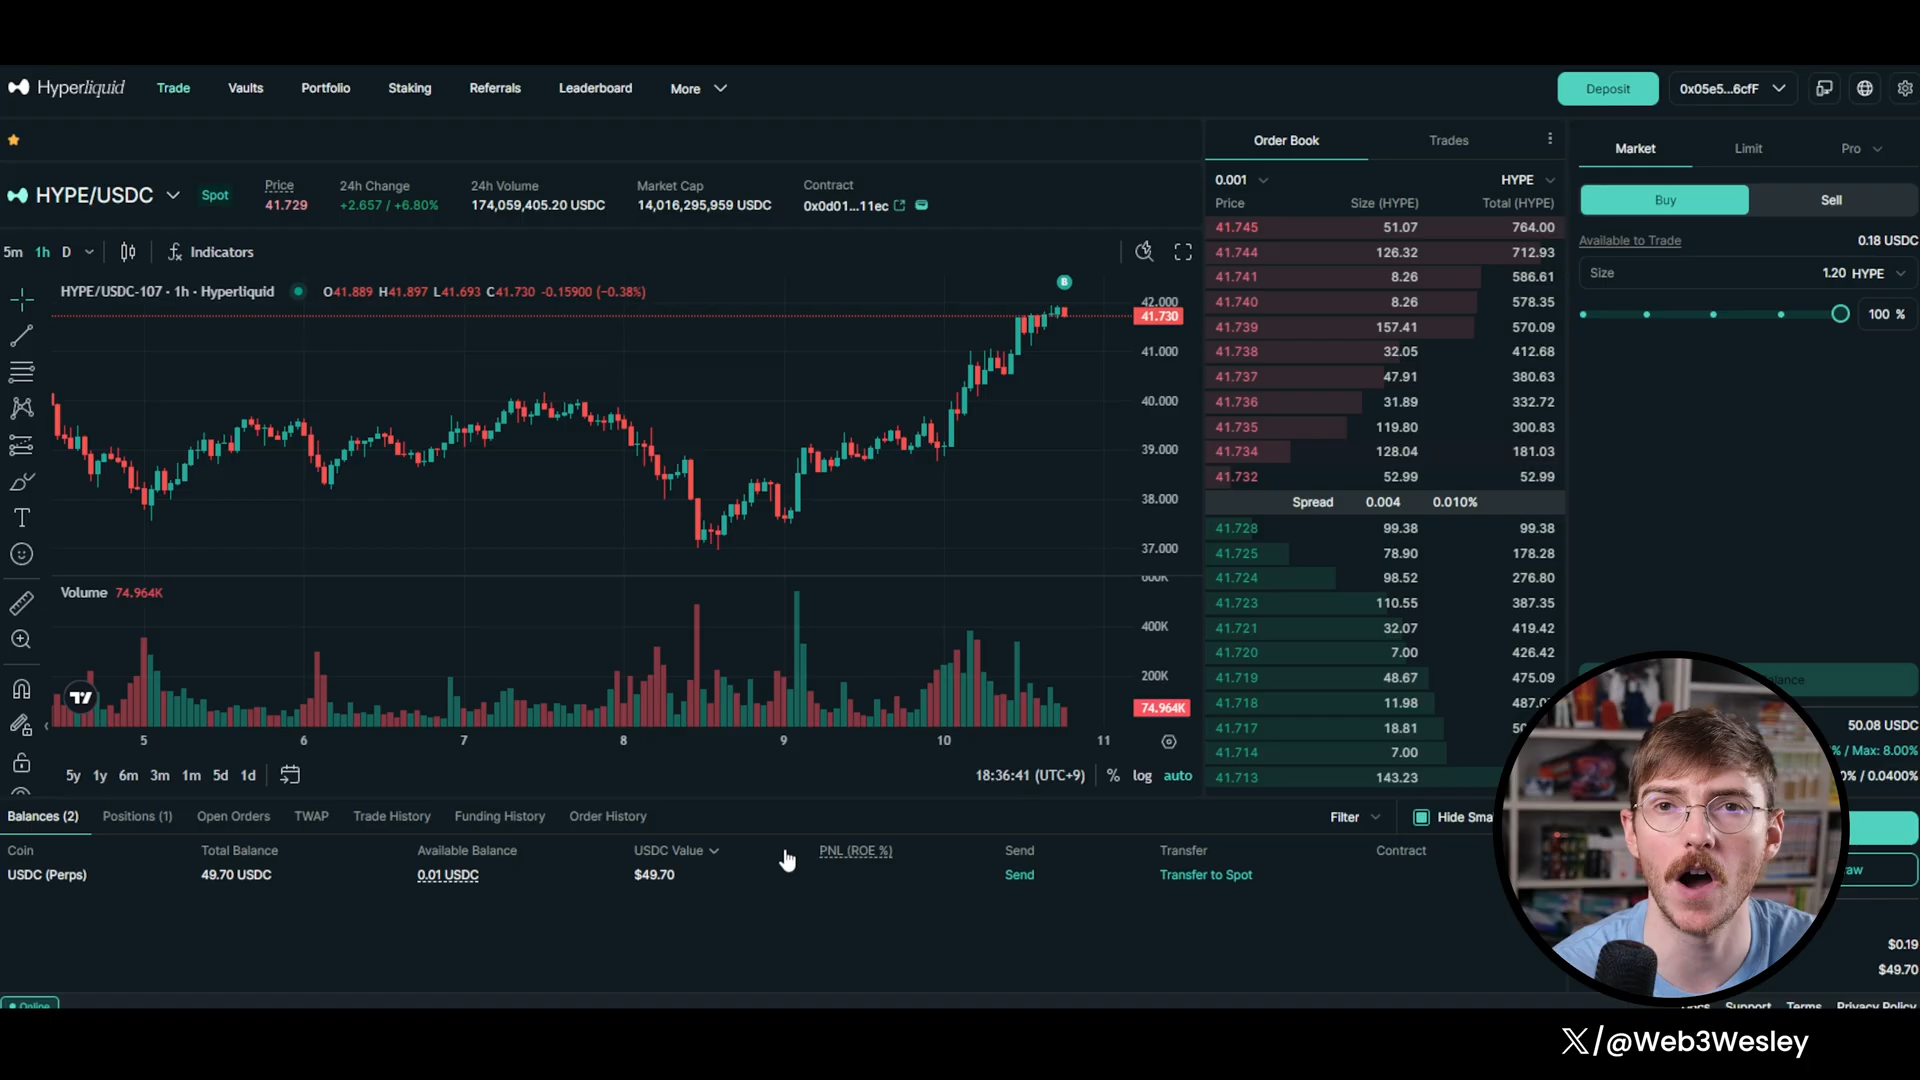 Hyperliquid Trade Vaults Portfolio Staking Referrals Leaderboard More Deposit 0x05e5...6cfF
HYPE/USDC Spot
Price
41.729
24h Change
+2.657 / +6.80%
24h Volume
174,059,405.20 USDC
Market Cap
14,016,295,959 USDC
Contract
0x0d01...11ec
5m 1h D Indicators
HYPE/USDC-107 · 1h · Hyperliquid O41.889 H41.897 L41.693 C41.730 -0.15900 (-0.38%)
B
42.000
41.730
41.000
40.000
39.000
38.000
37.000
Volume 74.964K
600K
400K
200K
74.964K
5 6 7 8 9 10 11
5y 1y 6m 3m 1m 5d 1d 18:36:41 (UTC+9) % log auto
Order Book Trades
0.001 HYPE
Price Size (HYPE) Total (HYPE)
41.745 51.07 764.00
41.744 126.32 712.93
41.741 8.26 586.61
41.740 8.26 578.35
41.739 157.41 570.09
41.738 32.05 412.68
41.737 47.91 380.63
41.736 31.89 332.72
41.735 119.80 300.83
41.734 128.04 181.03
41.732 52.99 52.99
Spread 0.004 0.010%
41.728 99.38 99.38
41.725 78.90 178.28
41.724 98.52 276.80
41.723 110.55 387.35
41.721 32.07 419.42
41.720 7.00 426.42
41.719 48.67 475.09
41.718 11.98 487.0
41.717 18.81
41.714 7.00
41.713 143.23
Market Limit Pro
Buy Sell
Available to Trade 0.18 USDC
Size 1.20 HYPE
100 %
50.08 USDC
% / Max: 8.00%
0% / 0.0400%
$0.19
$49.70
Balances (2) Positions (1) Open Orders TWAP Trade History Funding History Order History Filter Hide Sma
Coin Total Balance Available Balance USDC Value PNL (ROE %) Send Transfer Contract
USDC (Perps) 49.70 USDC 0.01 USDC $49.70 Send Transfer to Spot
Online Support Terms Privacy Policy
X/@Web3Wesley